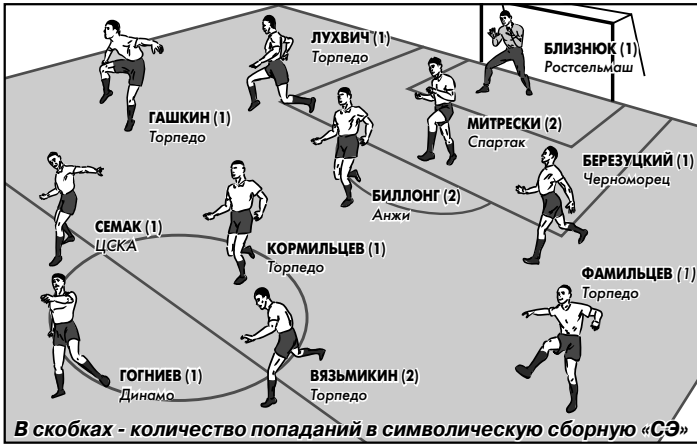 ЛУХВИЧ (1)
Торпедо
БЛИЗНЮК (1)
Ростсельмаш
ГАШКИН (1)
Торпедо
МИТРЕСКИ (2)
Спартак
БЕРЕЗУЦКИЙ (1)
Черноморец
БИЛЛОНГ (2)
Анжи
СЕМАК (1)
ЦСКА
КОРМИЛЬЦЕВ (1)
Торпедо
ФАМИЛЬЦЕВ (1)
Торпедо
ГОГНИЕВ (1)
Динамо
ВЯЗЬМИКИН (2)
Торпедо
В скобках - количество попаданий в символическую сборную «СЭ»